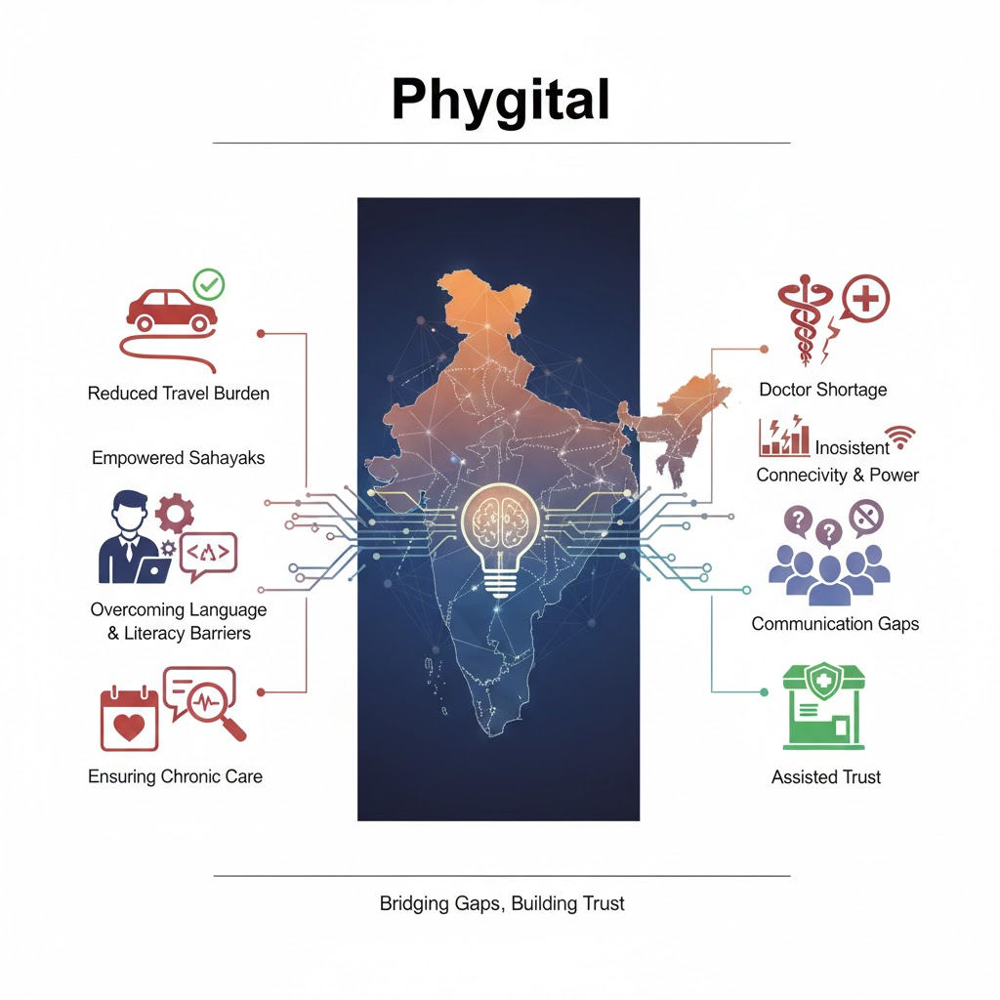 Phygital
Reduced Travel Burden
Empowered Sahayaks
</>
Overcoming Language
& Literacy Barriers
Ensuring Chronic Care
Doctor Shortage
Inosistent
Connecivity & Power
? ?
Communication Gaps
Assisted Trust
Bridging Gaps, Building Trust